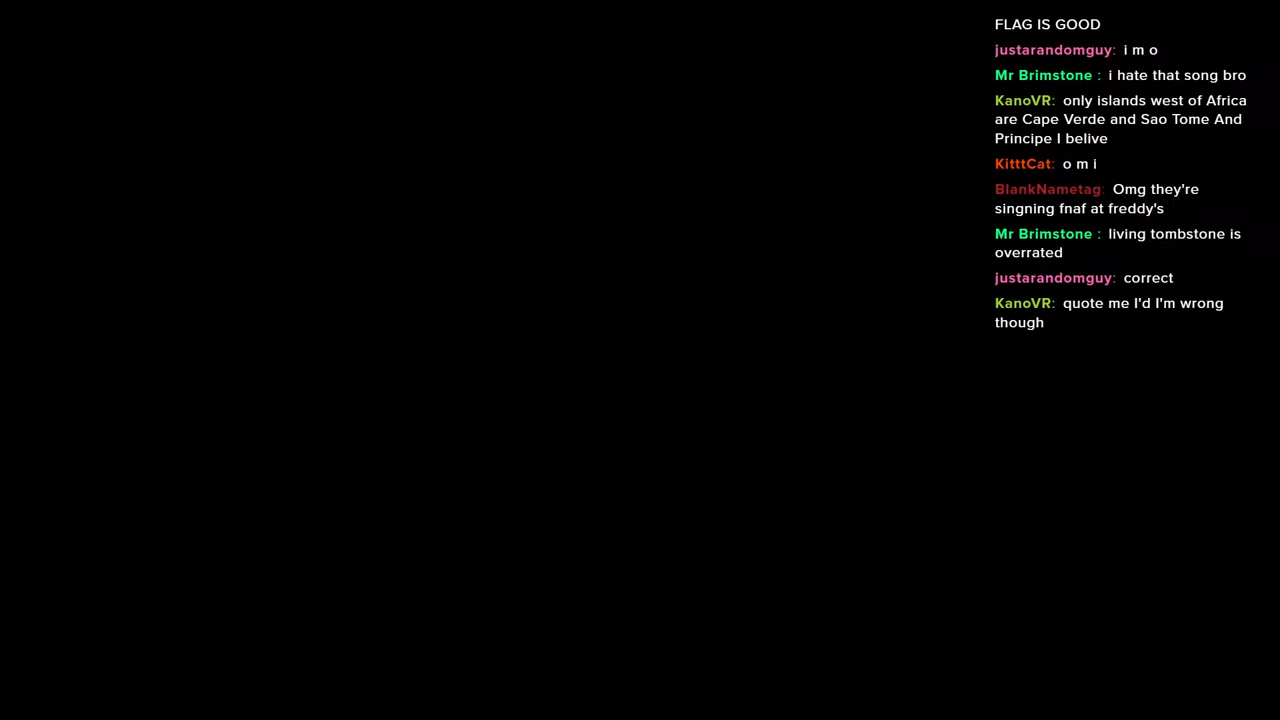 FLAG IS GOOD
justarandomguy: i m o
Mr Brimstone : i hate that song bro
KanoVR: only islands west of Africa
are Cape Verde and Sao Tome And
Principe I belive
KitttCat: o m i
BlankNametag: Omg they're
singning fnaf at freddy's
Mr Brimstone : living tombstone is
overrated
justarandomguy: correct
KanoVR: quote me I'd I'm wrong
though